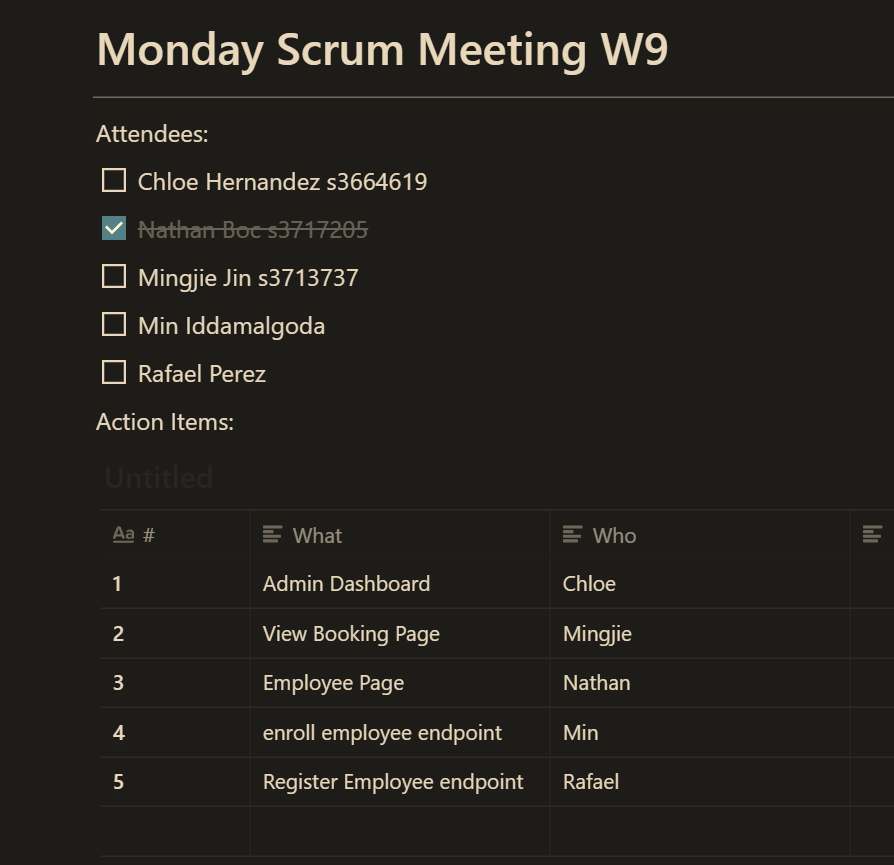 Monday Scrum Meeting W9
Attendees:
Chloe Hernandez s3664619
Nathan Boc s3717205
Mingjie Jin s3713737
Min Iddamalgoda
Rafael Perez
Action Items:
Untitled
Aa # What Who
1 Admin Dashboard Chloe
2 View Booking Page Mingjie
3 Employee Page Nathan
4 enroll employee endpoint Min
5 Register Employee endpoint Rafael